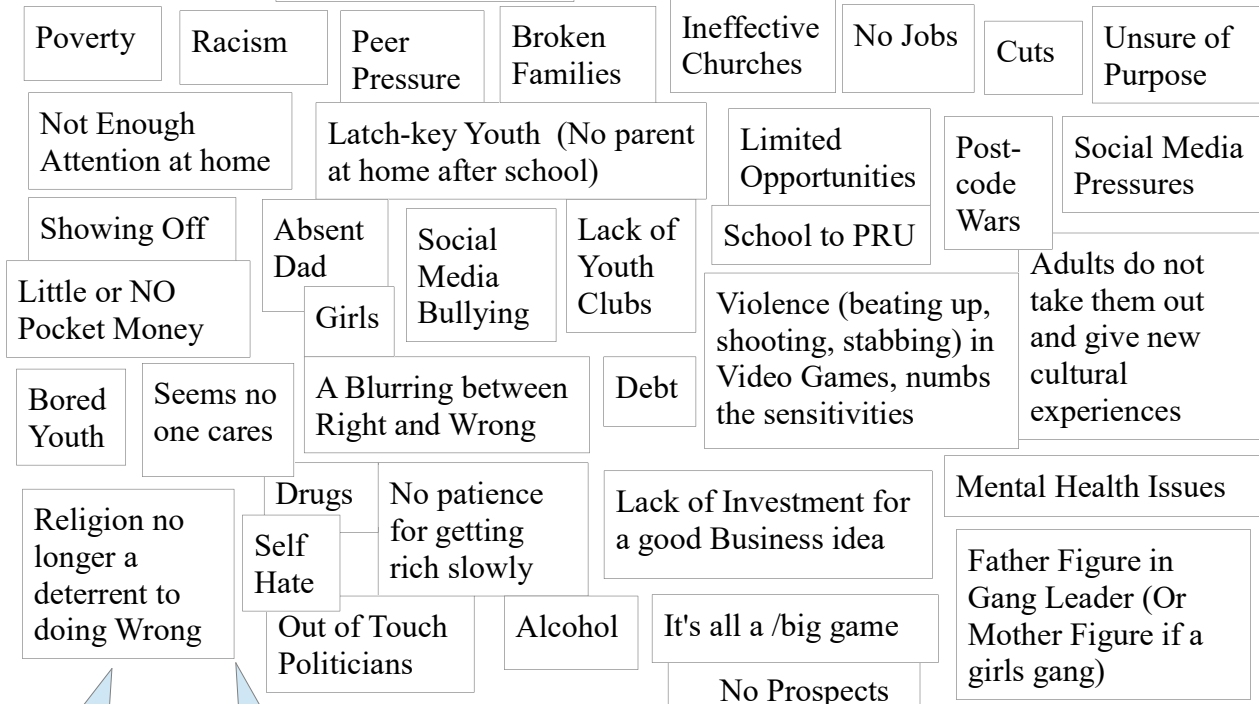 Poverty
Racism
Peer
Pressure
Broken
Families
Ineffective
Churches
No Jobs
Cuts
Unsure of
Purpose
Not Enough
Attention at home
Latch-key Youth  (No parent
at home after school)
Limited
Opportunities
Post-
code
Wars
Social Media
Pressures
Showing Off
Absent
Dad
Social
Media
Bullying
Lack of
Youth
Clubs
School to PRU
Adults do not
take them out
and give new
cultural
experiences
Little or NO
Pocket Money
Girls
Violence (beating up,
shooting, stabbing) in
Video Games, numbs
the sensitivities
Bored
Youth
Seems no
one cares
A Blurring between
Right and Wrong
Debt
Drugs
No patience
for getting
rich slowly
Lack of Investment for
a good Business idea
Mental Health Issues
Religion no
longer a
deterrent to
doing Wrong
Self
Hate
Father Figure in
Gang Leader (Or
Mother Figure if a
girls gang)
Out of Touch
Politicians
Alcohol
It's all a /big game
No Prospects